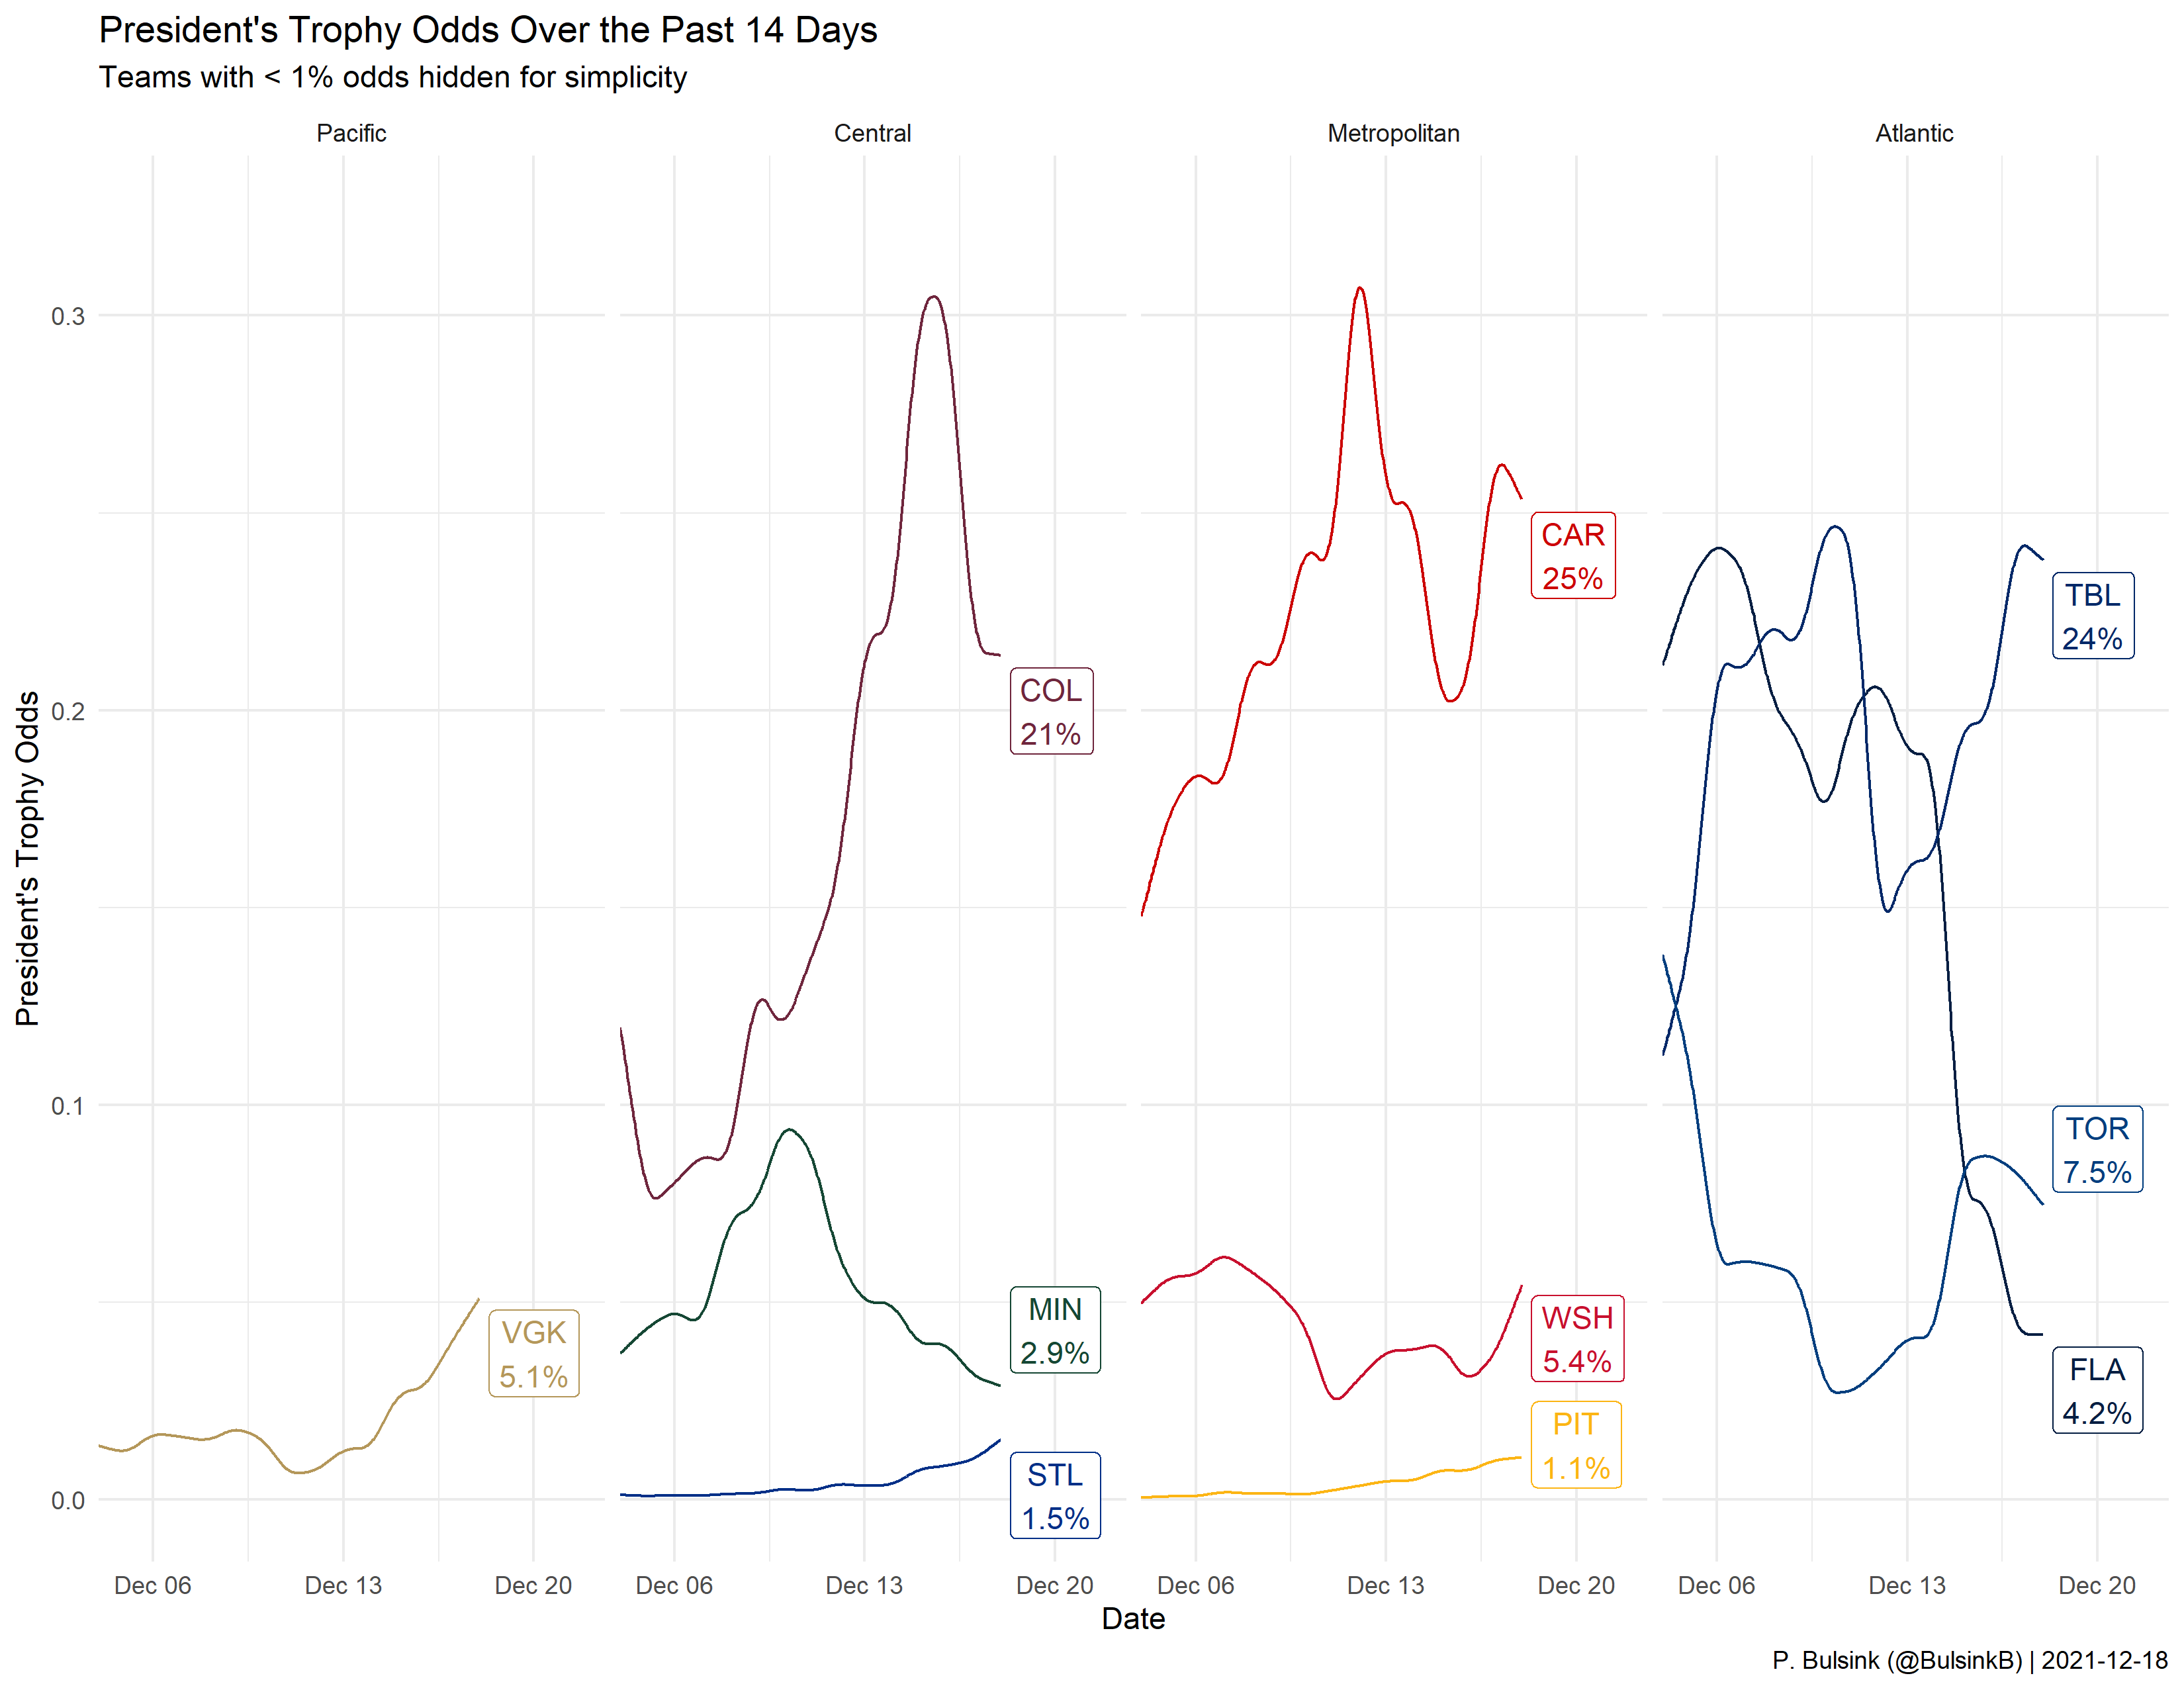 President's Trophy Odds Over the Past 14 Days
Teams with < 1% odds hidden for simplicity
Pacific
Central
Metropolitan
Atlantic
President's Trophy Odds
0.3
0.2
0.1
0.0
VGK
5.1%
COL
21%
MIN
2.9%
STL
1.5%
CAR
25%
WSH
5.4%
PIT
1.1%
TBL
24%
TOR
7.5%
FLA
4.2%
Dec 06
Dec 13
Dec 20
Dec 06
Dec 13
Dec 20
Dec 06
Dec 13
Dec 20
Dec 06
Dec 13
Dec 20
Date
P. Bulsink (@BulsinkB) | 2021-12-18